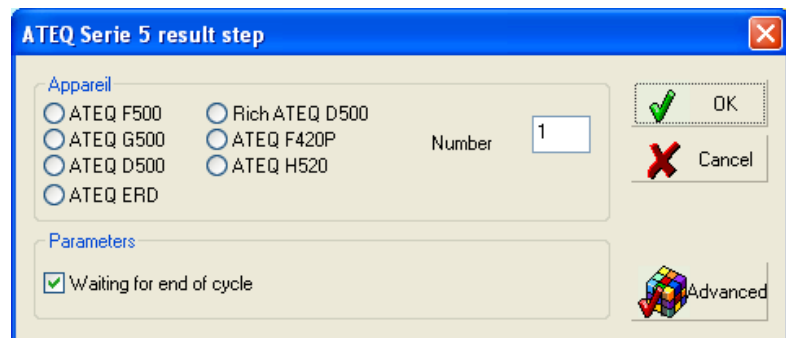 ATEQ Serie 5 result step
Appareil
ATEQ F500
ATEQ G500
ATEQ D500
ATEQ ERD
Rich ATEQ D500
ATEQ F420P
ATEQ H520
Number 1
OK
Cancel
Parameters
Waiting for end of cycle
Advanced